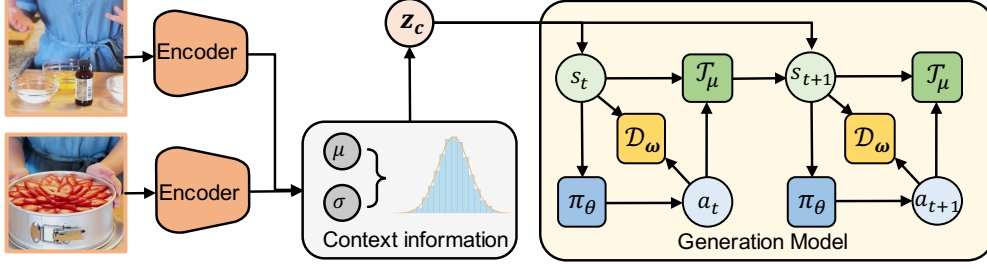 Encoder
Encoder
μ
σ
Context information
z_c
s_t
𝒯_μ
𝒟_ω
π_θ
a_t
s_{t+1}
𝒯_μ
𝒟_ω
π_θ
a_{t+1}
Generation Model